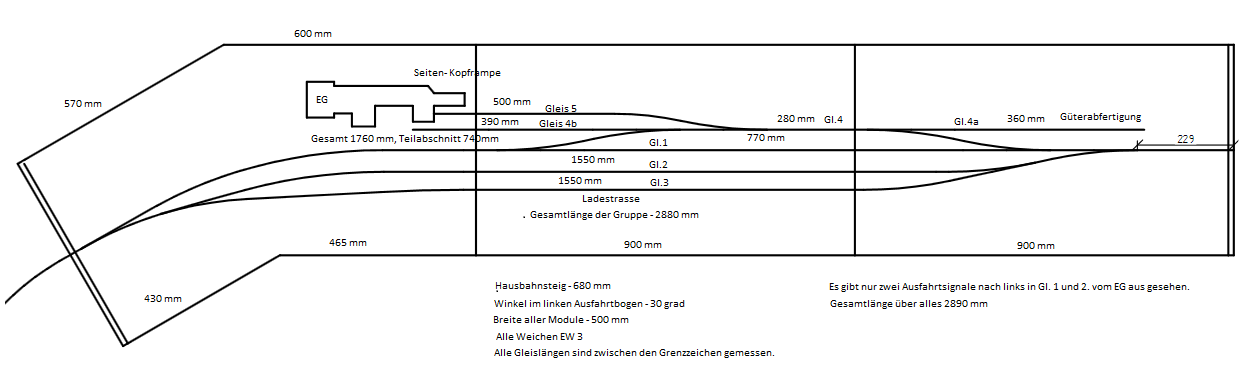 600 mm
Seiten- Kopframpe
570 mm
EG
500 mm
Gleis 5
390 mm
Gleis 4b
280 mm
Gl.4
Gl.4a
360 mm
Güterabfertigung
Gesamt 1760 mm, Teilabschnitt 740mm
Gl.1
770 mm
229
1550 mm
Gl.2
1550 mm
Gl.3
Ladestrasse
. Gesamtlänge der Gruppe - 2880 mm
465 mm
900 mm
900 mm
430 mm
Hausbahnsteig - 680 mm
Winkel im linken Ausfahrtbogen - 30 grad
Breite aller Module - 500 mm
Alle Weichen EW 3
Alle Gleislängen sind zwischen den Grenzzeichen gemessen.
Es gibt nur zwei Ausfahrtsignale nach links in Gl. 1 und 2. vom EG aus gesehen.
Gesamtlänge über alles 2890 mm